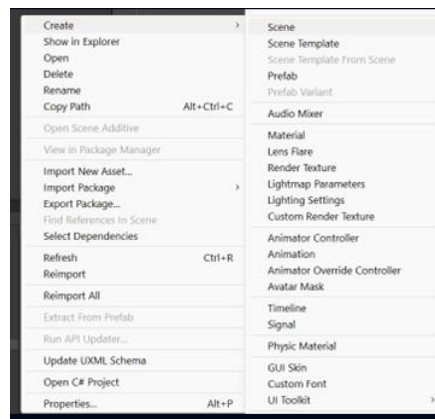 Create
Show in Explorer
Open
Delete
Rename
Copy Path Alt+Ctrl+C
Open Scene Additive
View in Package Manager
Import New Asset...
Import Package
Export Package...
Find References In Scene
Select Dependencies
Refresh Ctrl+R
Reimport
Reimport All
Extract From Prefab
Run API Updater...
Update UXML Schema
Open C# Project
Properties... Alt+P
Scene
Scene Template
Scene Template From Scene
Prefab
Prefab Variant
Audio Mixer
Material
Lens Flare
Render Texture
Lightmap Parameters
Lighting Settings
Custom Render Texture
Animator Controller
Animation
Animator Override Controller
Avatar Mask
Timeline
Signal
Physic Material
GUI Skin
Custom Font
UI Toolkit